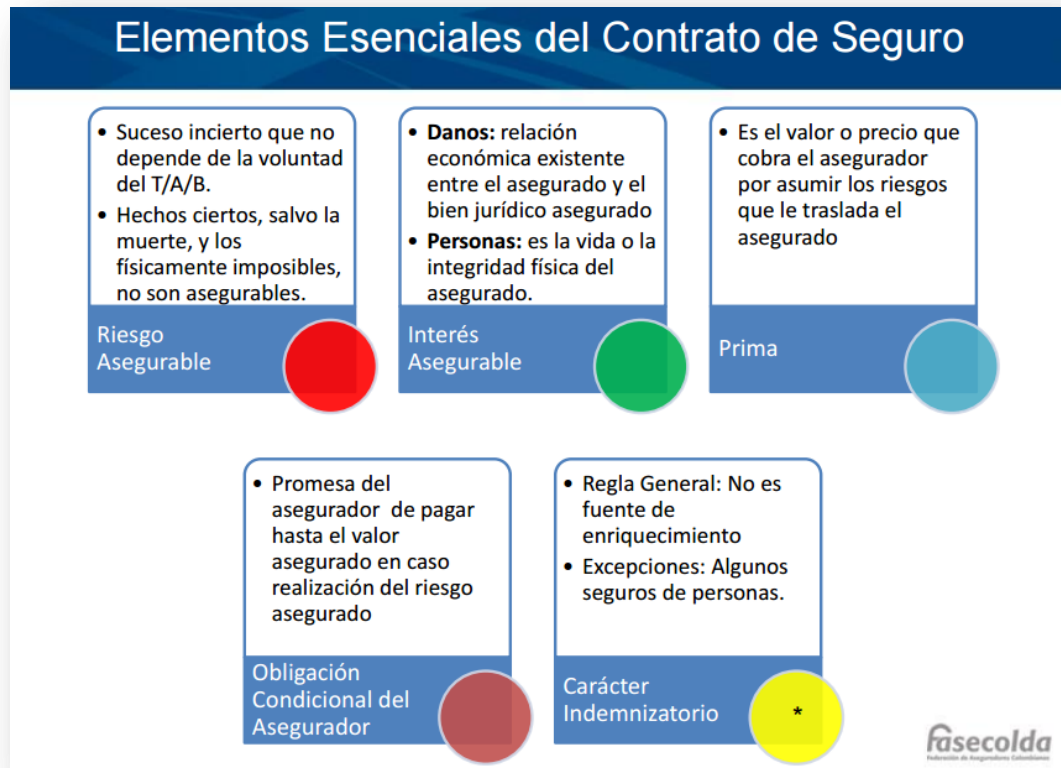 Elementos Esenciales del Contrato de Seguro
• Suceso incierto que no
depende de la voluntad
del T/A/B.
• Hechos ciertos, salvo la
muerte, y los
físicamente imposibles,
no son asegurables.
Riesgo
Asegurable
• Danos: relación
económica existente
entre el asegurado y el
bien jurídico asegurado
• Personas: es la vida o la
integridad física del
asegurado.
Interés
Asegurable
• Es el valor o precio que
cobra el asegurador
por asumir los riesgos
que le traslada el
asegurado
Prima
• Promesa del
asegurador de pagar
hasta el valor
asegurado en caso
realización del riesgo
asegurado
Obligación
Condicional del
Asegurador
• Regla General: No es
fuente de
enriquecimiento
• Excepciones: Algunos
seguros de personas.
Carácter
Indemnizatorio
*
fasecolda
Federación de Aseguradores Colombianos